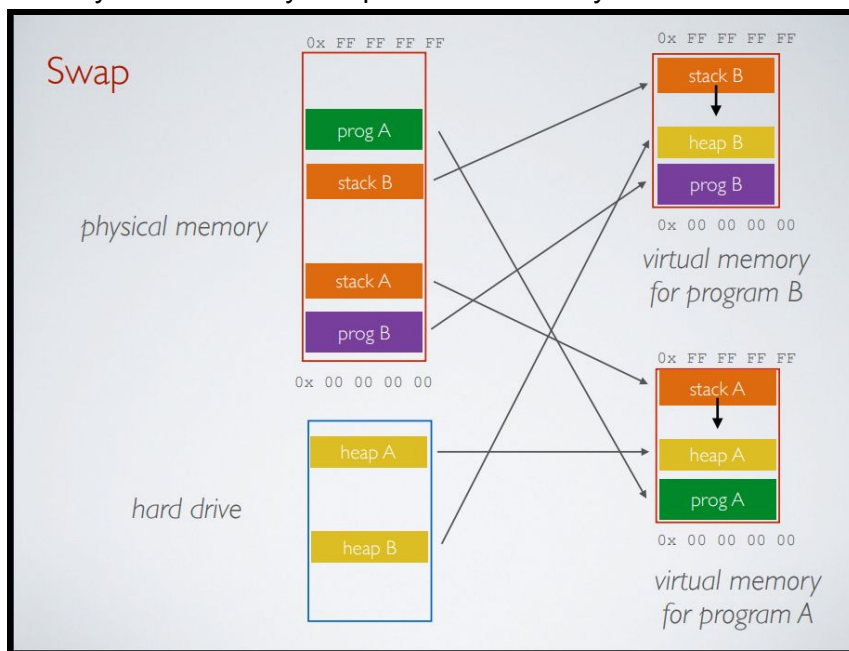 0x FF FF FF FF
0x FF FF FF FF
Swap
stack B
prog A
heap B
stack B
prog B
physical memory
0x 00 00 00 00
virtual memory
for program B
stack A
prog B
0x FF FF FF FF
0x 00 00 00 00
stack A
heap A
heap A
prog A
hard drive
heap B
0x 00 00 00 00
virtual memory
for program A